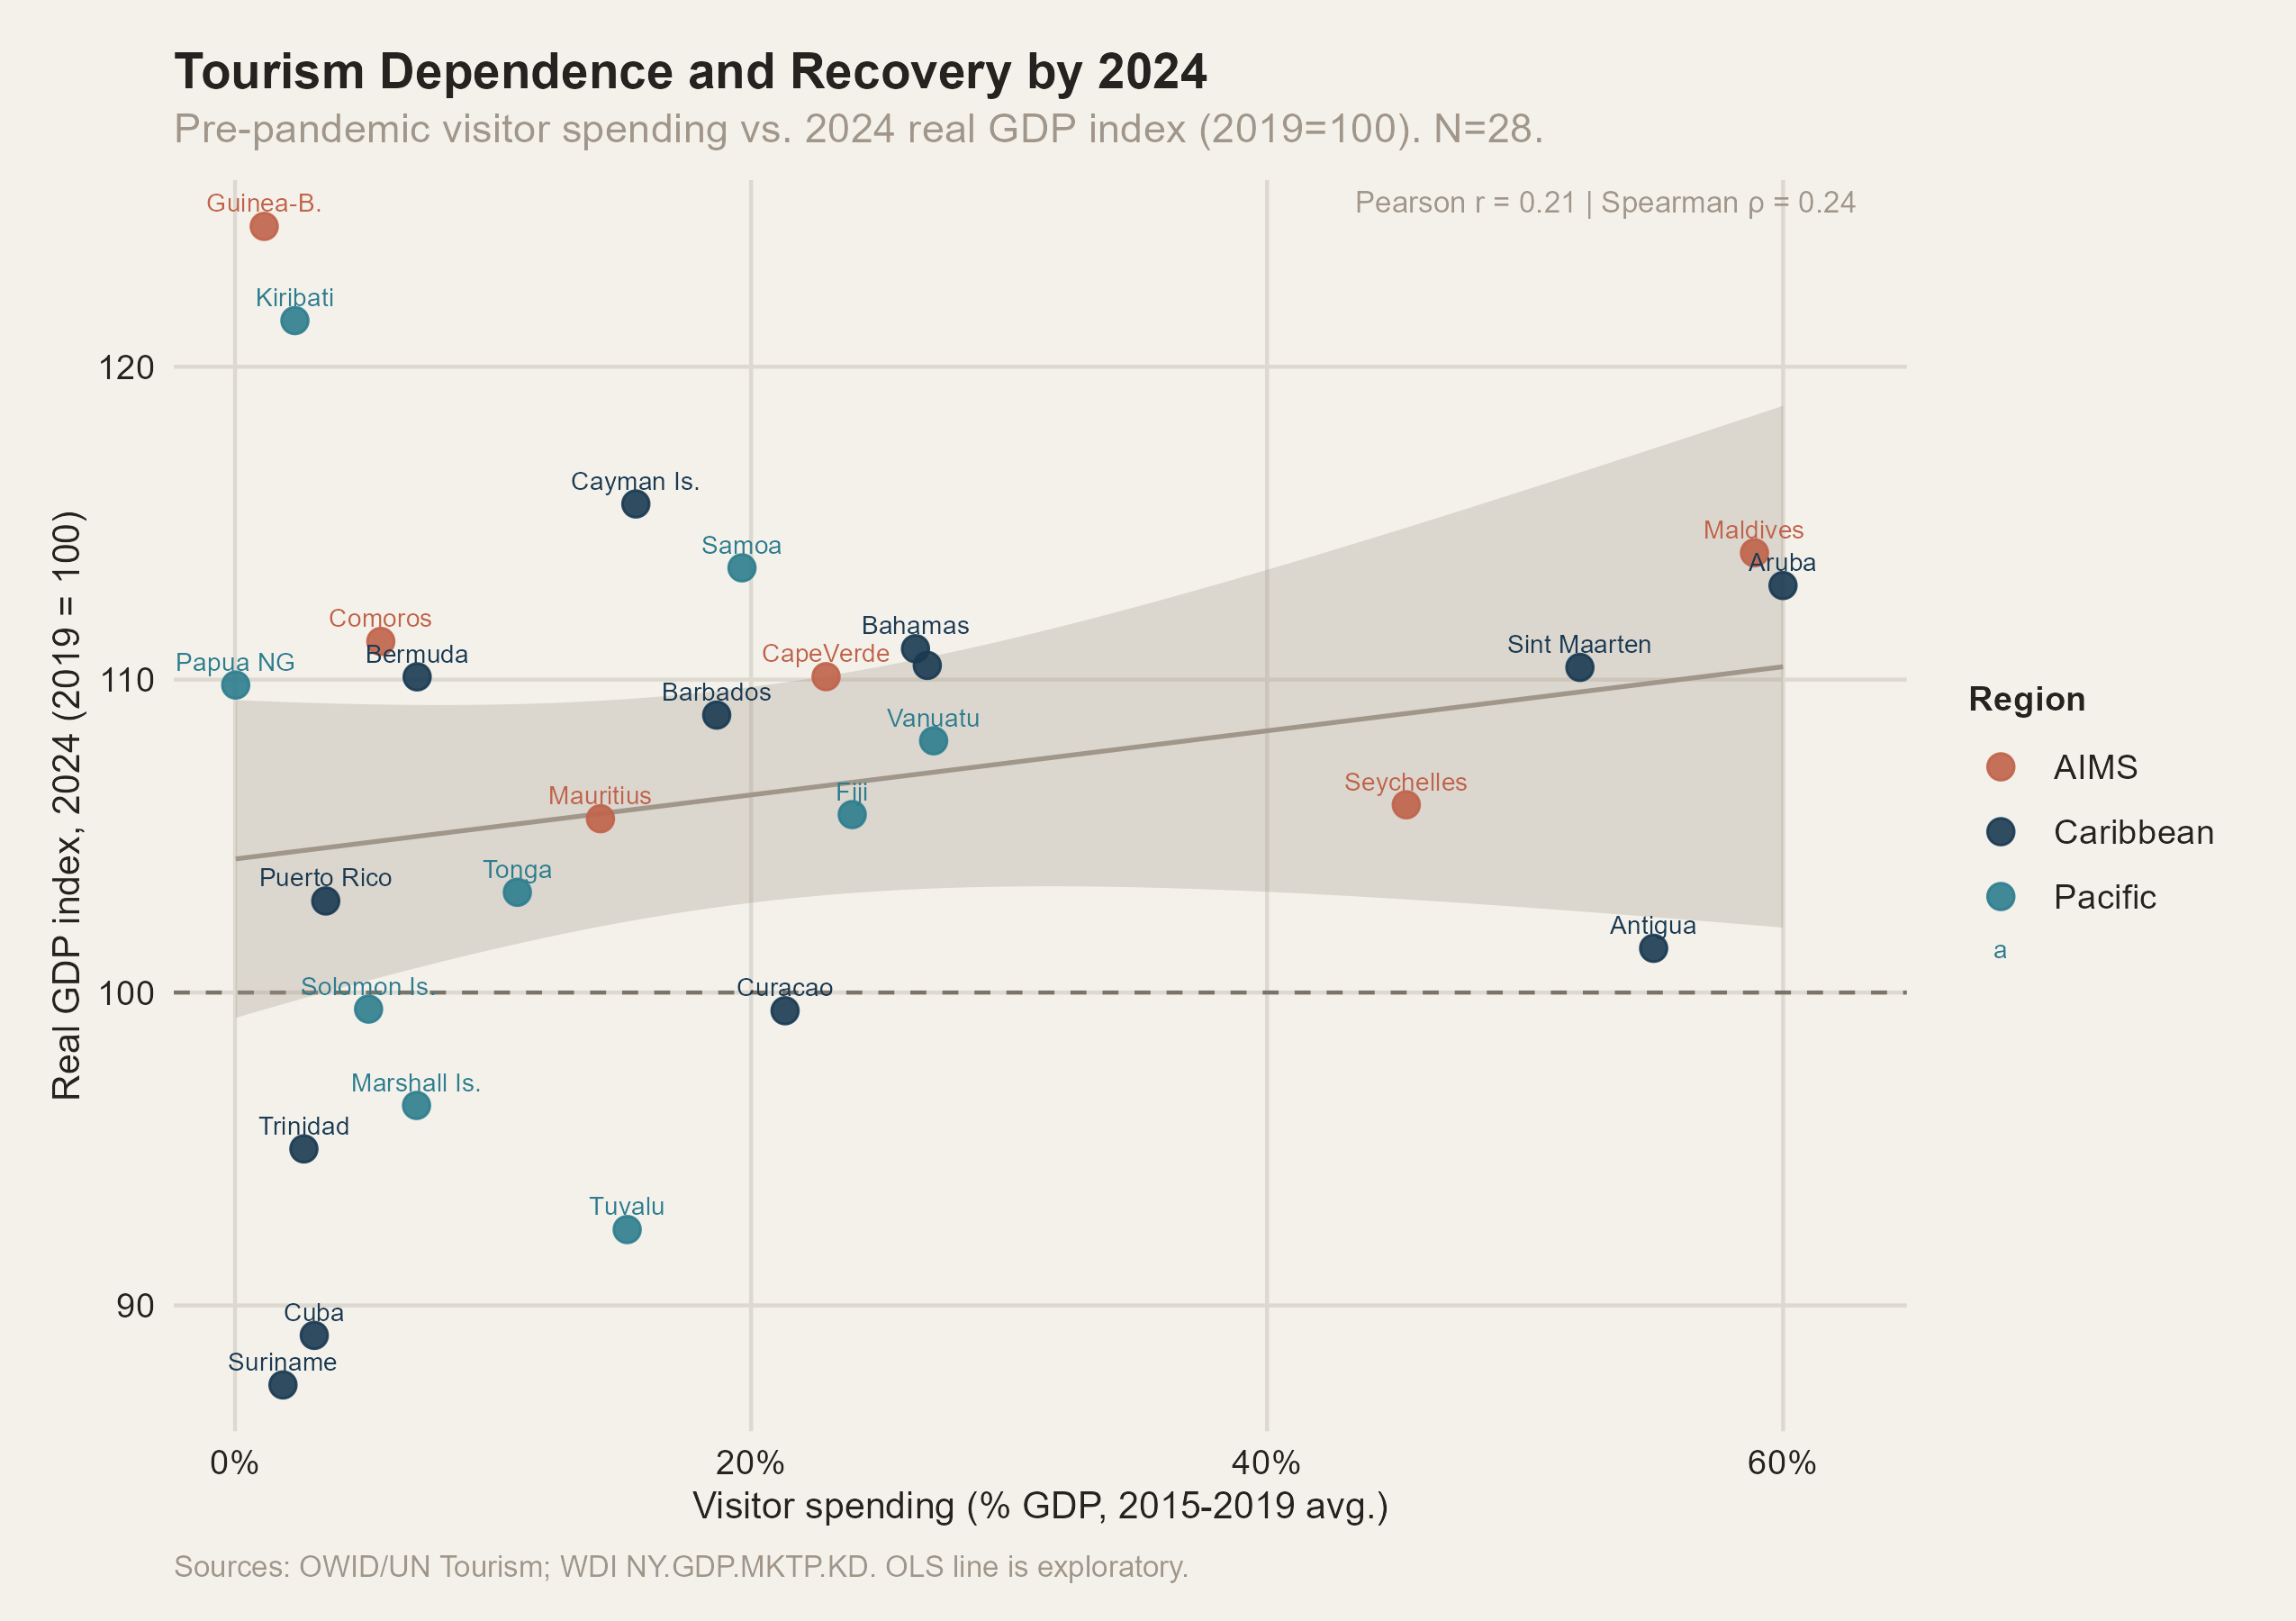 Tourism Dependence and Recovery by 2024
Pre-pandemic visitor spending vs. 2024 real GDP index (2019=100). N=28.
Pearson r = 0.21 | Spearman ρ = 0.24
Guinea-B.
Kiribati
120
Cayman Is.
Samoa
Maldives
Aruba
Comoros
Bahamas
Sint Maarten
Bermuda
CapeVerde
Papua NG
110
Barbados
Vanuatu
Mauritius
Fiji
Seychelles
Puerto Rico
Tonga
Antigua
Solomon Is.
Curacao
100
Marshall Is.
Trinidad
Tuvalu
90
Cuba
Suriname
Real GDP index, 2024 (2019 = 100)
0%
20%
40%
60%
Visitor spending (% GDP, 2015-2019 avg.)
Region
AIMS
Caribbean
Pacific
a
Sources: OWID/UN Tourism; WDI NY.GDP.MKTP.KD. OLS line is exploratory.